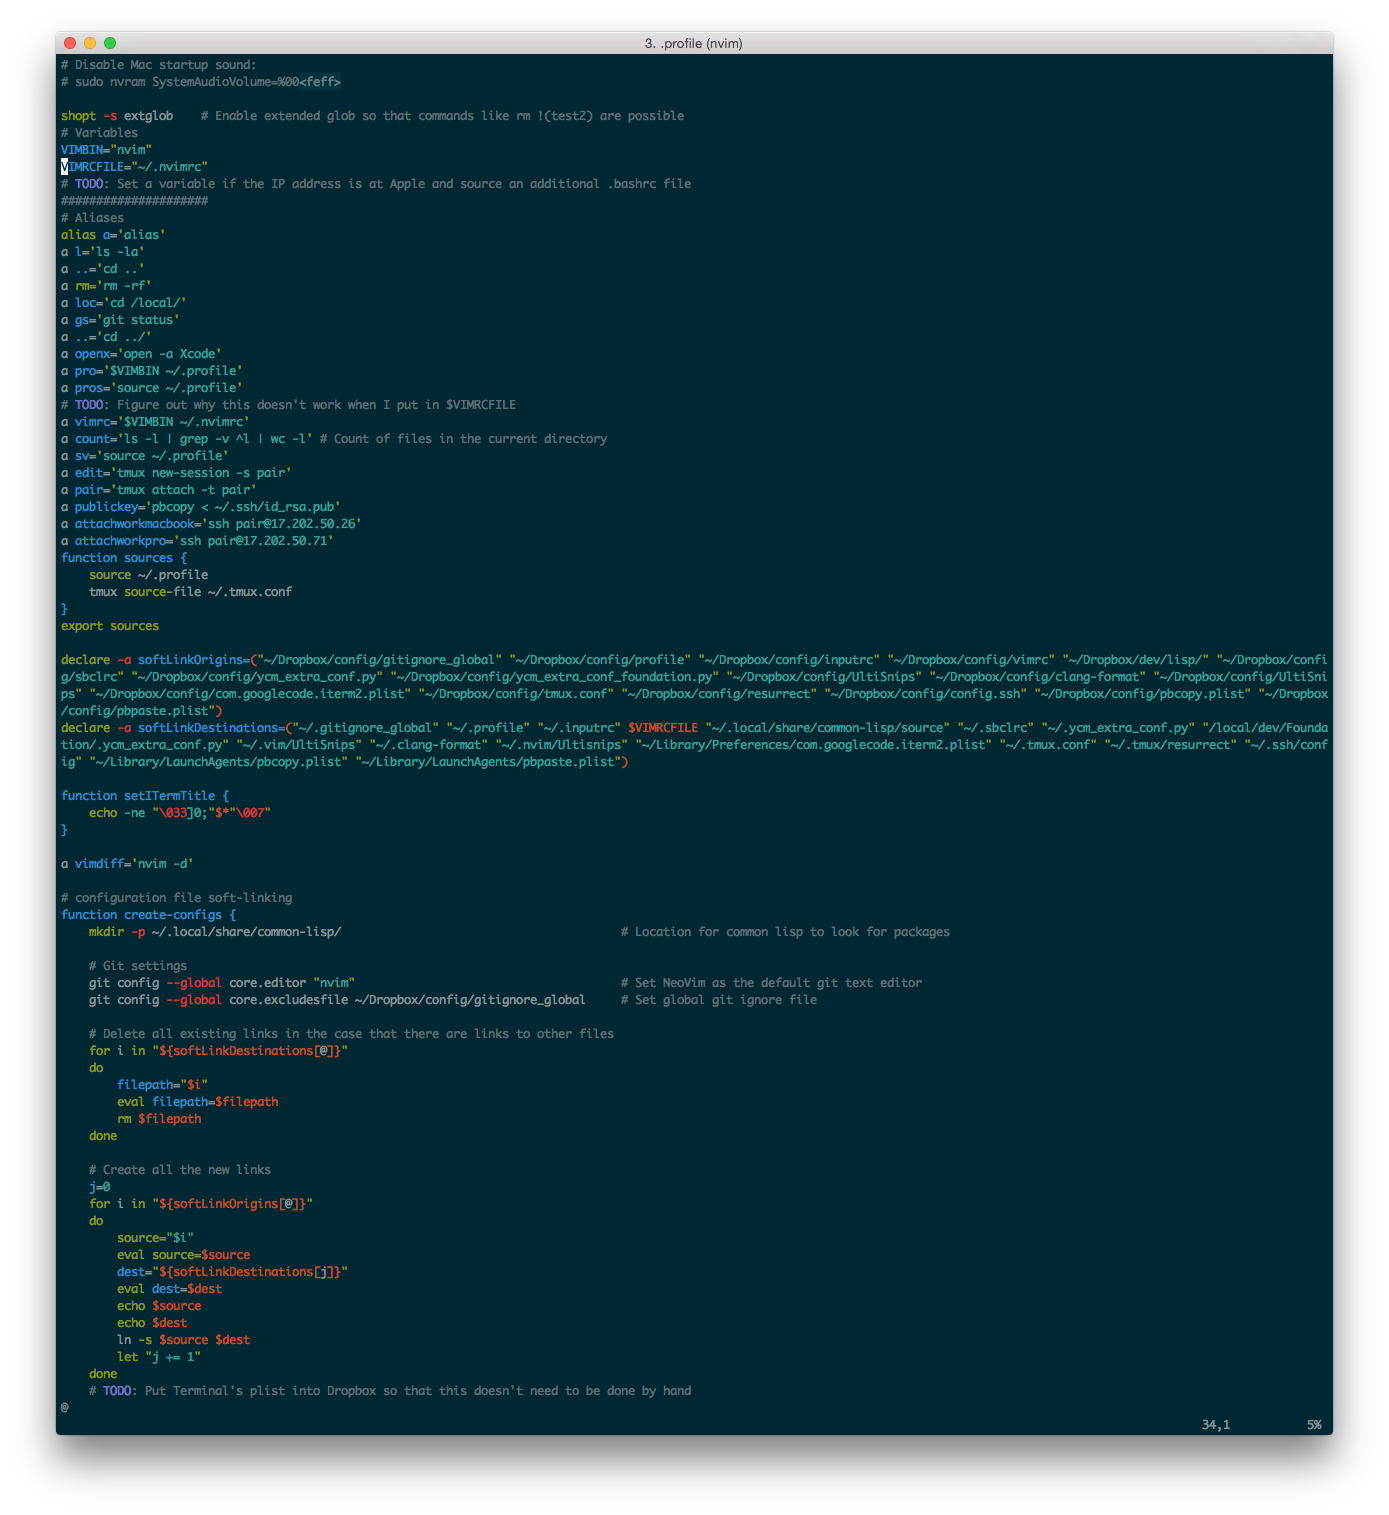 3. .profile (nvim)
# Disable Mac startup sound:
# sudo nvram SystemAudioVolume=%00<feff>
shopt -s extglob    # Enable extended glob so that commands like rm !(test2) are possible
# Variables
VIMBIN="nvim"
VIMRCFILE="~/.nvimrc"
# TODO: Set a variable if the IP address is at Apple and source an additional .bashrc file
#####################
# Aliases
alias a='alias'
a l='ls -la'
a ..='cd ..'
a rm='rm -rf'
a loc='cd /local/'
a gs='git status'
a ..='cd ../'
a openx='open -a Xcode'
a pro='$VIMBIN ~/.profile'
a pros='source ~/.profile'
# TODO: Figure out why this doesn't work when I put in $VIMRCFILE
a vimrc='$VIMBIN ~/.nvimrc'
a count='ls -l | grep -v ^l | wc -l' # Count of files in the current directory
a sv='source ~/.profile'
a edit='tmux new-session -s pair'
a pair='tmux attach -t pair'
a publickey='pbcopy < ~/.ssh/id_rsa.pub'
a attachworkmacbook='ssh pair@17.202.50.26'
a attachworkpro='ssh pair@17.202.50.71'
function sources {
    source ~/.profile
    tmux source-file ~/.tmux.conf
}
export sources
declare -a softLinkOrigins=("~/Dropbox/config/gitignore_global" "~/Dropbox/config/profile" "~/Dropbox/config/inputrc" "~/Dropbox/config/vimrc" "~/Dropbox/dev/lisp/" "~/Dropbox/confi
g/sbclrc" "~/Dropbox/config/ycm_extra_conf.py" "~/Dropbox/config/ycm_extra_conf_foundation.py" "~/Dropbox/config/UltiSnips" "~/Dropbox/config/clang-format" "~/Dropbox/config/UltiSni
ps" "~/Dropbox/config/com.googlecode.iterm2.plist" "~/Dropbox/config/tmux.conf" "~/Dropbox/config/resurrect" "~/Dropbox/config/config.ssh" "~/Dropbox/config/pbcopy.plist" "~/Dropbox
/config/pbpaste.plist")
declare -a softLinkDestinations=("~/.gitignore_global" "~/.profile" "~/.inputrc" $VIMRCFILE "~/.local/share/common-lisp/source" "~/.sbclrc" "~/.ycm_extra_conf.py" "/local/dev/Founda
tion/.ycm_extra_conf.py" "~/.vim/UltiSnips" "~/.clang-format" "~/.nvim/Ultisnips" "~/Library/Preferences/com.googlecode.iterm2.plist" "~/.tmux.conf" "~/.tmux/resurrect" "~/.ssh/conf
ig" "~/Library/LaunchAgents/pbcopy.plist" "~/Library/LaunchAgents/pbpaste.plist")
function setITermTitle {
    echo -ne "\033]0;"$*"\007"
}
a vimdiff='nvim -d'
# configuration file soft-linking
function create-configs {
    mkdir -p ~/.local/share/common-lisp/                                        # Location for common lisp to look for packages
    # Git settings
    git config --global core.editor "nvim"                                      # Set NeoVim as the default git text editor
    git config --global core.excludesfile ~/Dropbox/config/gitignore_global     # Set global git ignore file
    # Delete all existing links in the case that there are links to other files
    for i in "${softLinkDestinations[@]}"
    do
        filepath="$i"
        eval filepath=$filepath
        rm $filepath
    done
    # Create all the new links
    j=0
    for i in "${softLinkOrigins[@]}"
    do
        source="$i"
        eval source=$source
        dest="${softLinkDestinations[j]}"
        eval dest=$dest
        echo $source
        echo $dest
        ln -s $source $dest
        let "j += 1"
    done
    # TODO: Put Terminal's plist into Dropbox so that this doesn't need to be done by hand
@
34,1    5%